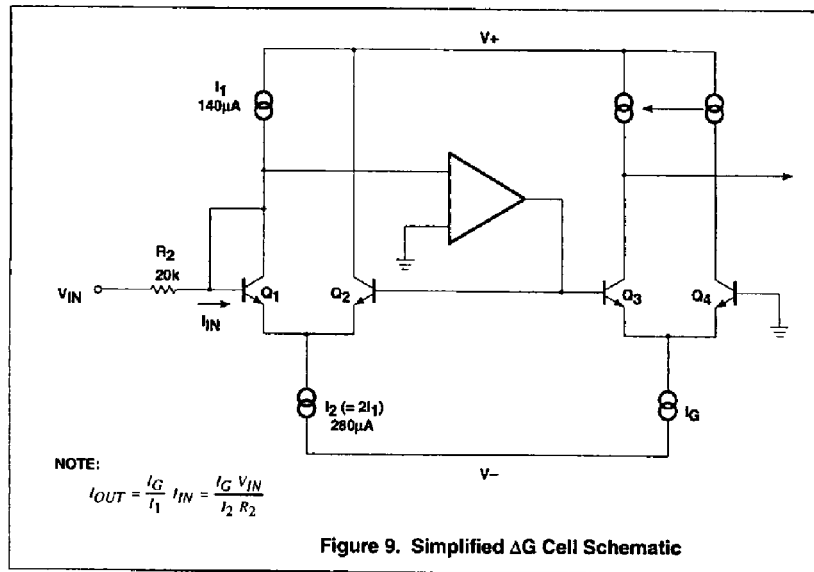 V+
I1
140µA
R2
20k
VIN
IIN
Q1
Q2
Q3
Q4
I2 (= 2I1)
280µA
IG
V–
NOTE:
IOUT = IG/I1 IIN = IG VIN/I2 R2
Figure 9. Simplified ΔG Cell Schematic